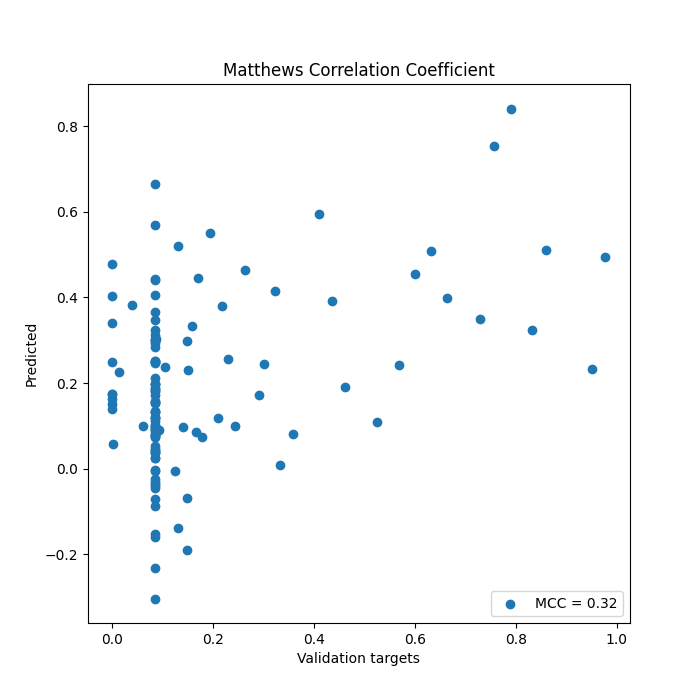 Matthews Correlation Coefficient
0.8
0.6
0.4
0.2
0.0
−0.2
Predicted
MCC = 0.32
0.0 0.2 0.4 0.6 0.8 1.0
Validation targets